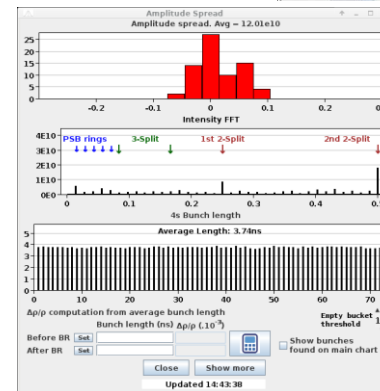 Amplitude Spread
Amplitude spread. Avg = 12.01e10
25
20
15
10
5
0
-0.2 -0.1 0 0.1 0.2
Intensity FFT
4E10
3E10
2E10
1E10
0E0
PSB rings 3-Split 1st 2-Split 2nd 2-Split
0 0.1 0.2 0.3 0.4
4s Bunch length
Average Length: 3.74ns
5
4
3
2
1
0
0 10 20 30 40 50 60 70
Δp/p computation from average bunch length
Empty bucket
threshold
Bunch length (ns) Δp/p (.10⁻³)
Before BR Set
After BR Set
Show bunches
found on main chart
Close Show more
Updated 14:43:38